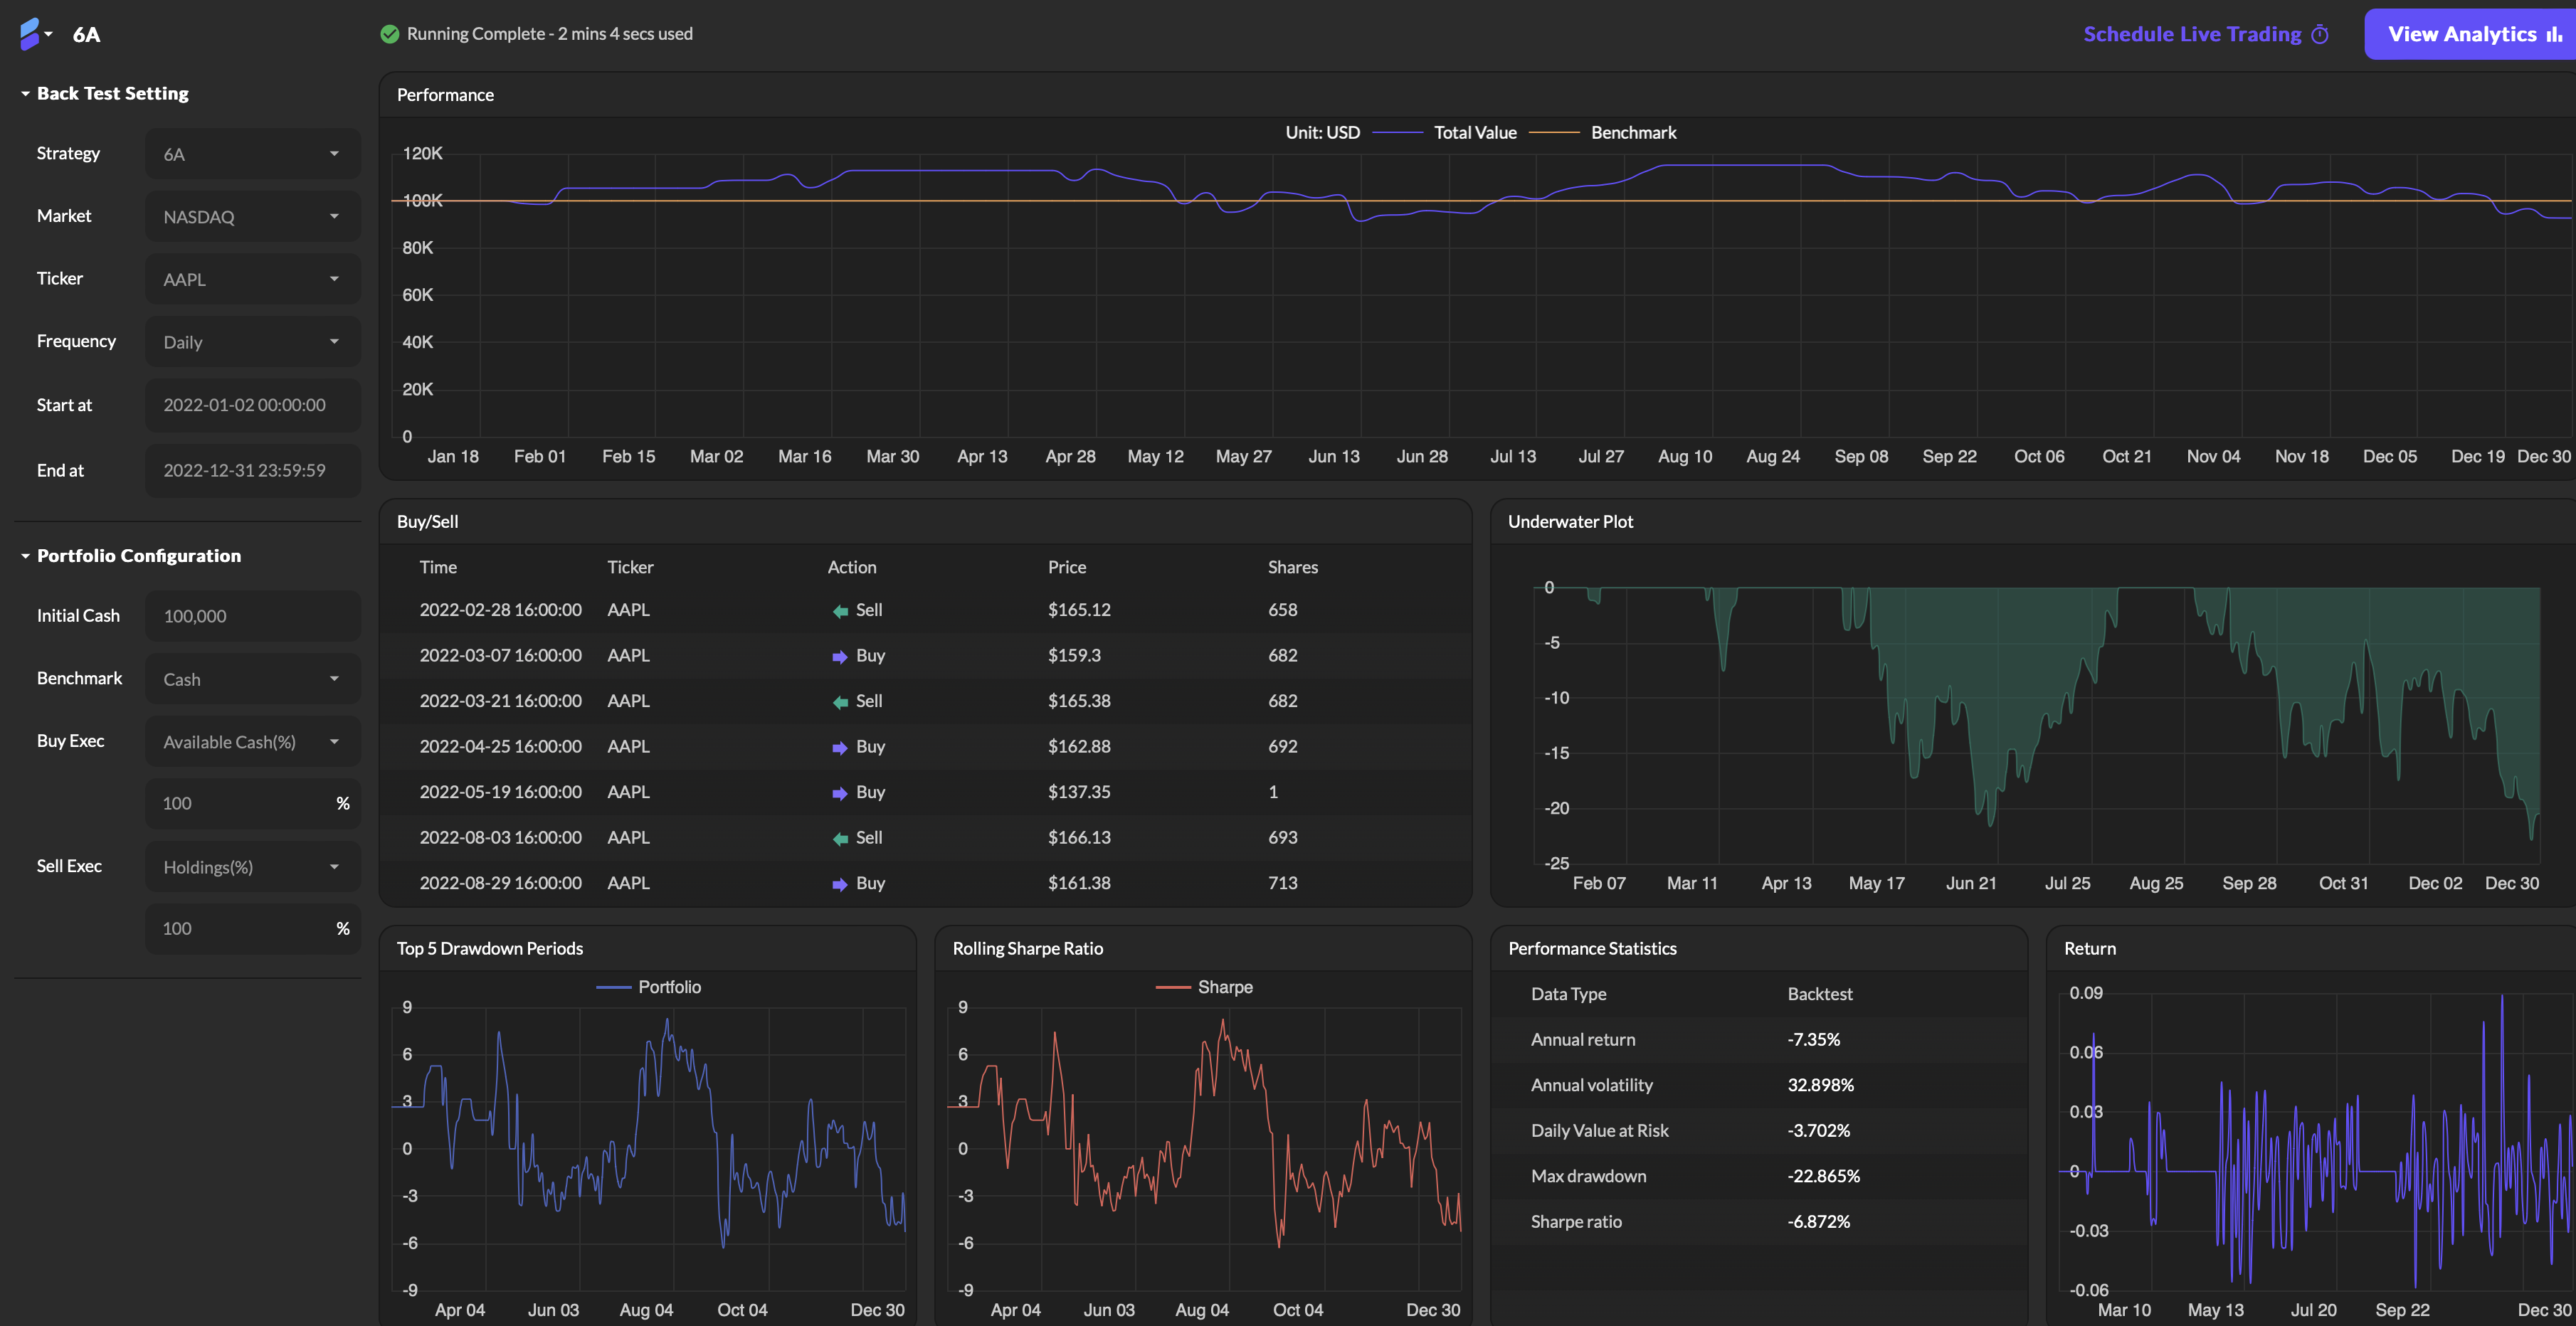 6A
Running Complete - 2 mins 4 secs used
Schedule Live Trading
View Analytics
Back Test Setting
Strategy 6A
Market NASDAQ
Ticker AAPL
Frequency Daily
Start at 2022-01-02 00:00:00
End at 2022-12-31 23:59:59
Portfolio Configuration
Initial Cash 100,000
Benchmark Cash
Buy Exec Available Cash(%)
100 %
Sell Exec Holdings(%)
100 %
Performance
Unit: USD Total Value Benchmark
120K
100K
80K
60K
40K
20K
0
Jan 18 Feb 01 Feb 15 Mar 02 Mar 16 Mar 30 Apr 13 Apr 28 May 12 May 27 Jun 13 Jun 28 Jul 13 Jul 27 Aug 10 Aug 24 Sep 08 Sep 22 Oct 06 Oct 21 Nov 04 Nov 18 Dec 05 Dec 19 Dec 30
Buy/Sell
Time Ticker Action Price Shares
2022-02-28 16:00:00 AAPL Sell $165.12 658
2022-03-07 16:00:00 AAPL Buy $159.3 682
2022-03-21 16:00:00 AAPL Sell $165.38 682
2022-04-25 16:00:00 AAPL Buy $162.88 692
2022-05-19 16:00:00 AAPL Buy $137.35 1
2022-08-03 16:00:00 AAPL Sell $166.13 693
2022-08-29 16:00:00 AAPL Buy $161.38 713
Underwater Plot
0
-5
-10
-15
-20
-25
Feb 07 Mar 11 Apr 13 May 17 Jun 21 Jul 25 Aug 25 Sep 28 Oct 31 Dec 02 Dec 30
Top 5 Drawdown Periods
Portfolio
9
6
3
0
-3
-6
-9
Apr 04 Jun 03 Aug 04 Oct 04 Dec 30
Rolling Sharpe Ratio
Sharpe
9
6
3
0
-3
-6
-9
Apr 04 Jun 03 Aug 04 Oct 04 Dec 30
Performance Statistics
Data Type Backtest
Annual return -7.35%
Annual volatility 32.898%
Daily Value at Risk -3.702%
Max drawdown -22.865%
Sharpe ratio -6.872%
Return
0.09
0.06
0.03
0
-0.03
-0.06
Mar 10 May 13 Jul 20 Sep 22 Dec 30